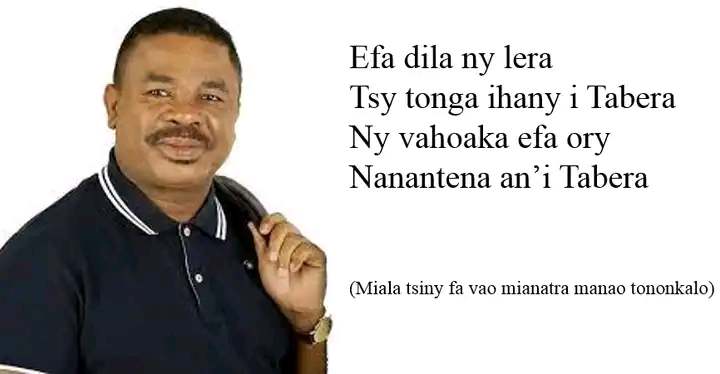 Efa dila ny lera
Tsy tonga ihany i Tabera
Ny vahoaka efa ory
Nanantena an’i Tabera
(Miala tsiny fa vao mianatra manao tononkalo)